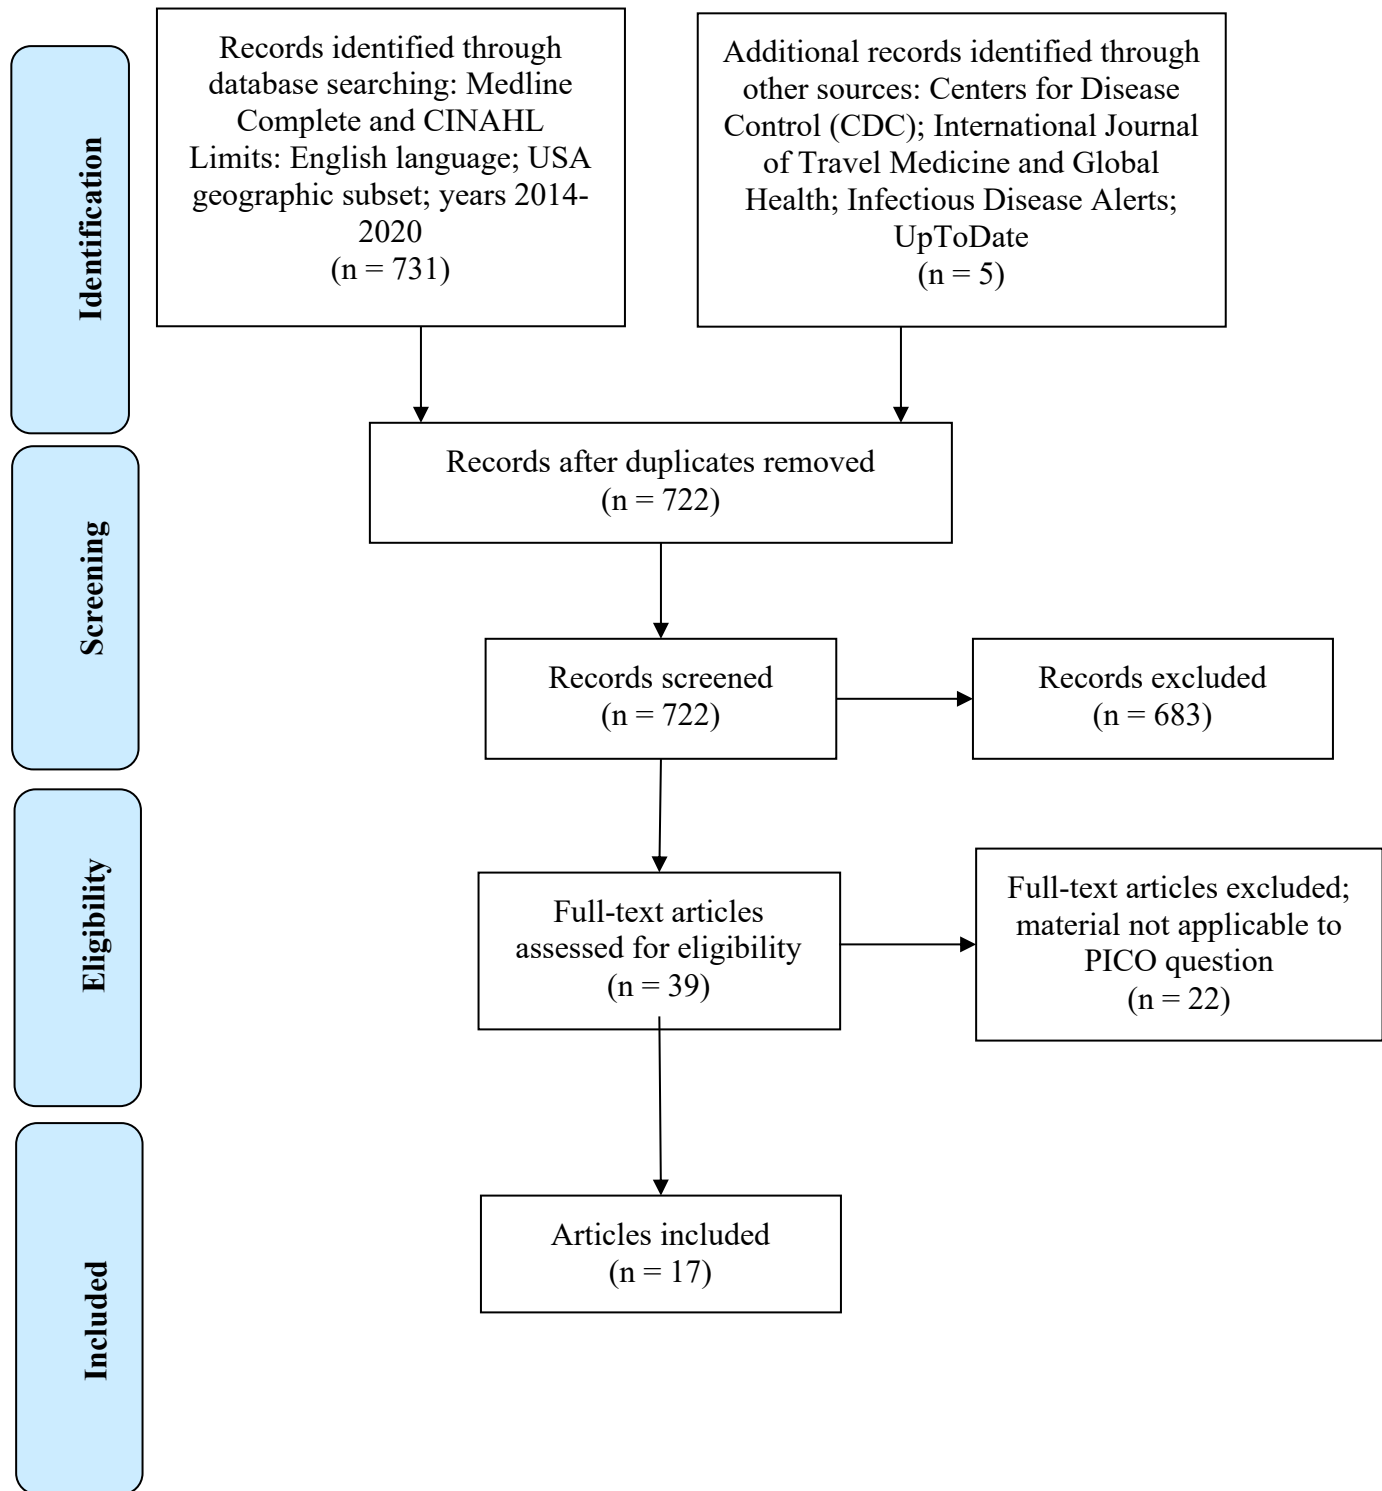 Identification
Records identified through
database searching: Medline
Complete and CINAHL
Limits: English language; USA
geographic subset; years 2014-
2020
(n = 731)
Additional records identified through
other sources: Centers for Disease
Control (CDC); International Journal
of Travel Medicine and Global
Health; Infectious Disease Alerts;
UpToDate
(n = 5)
Screening
Records after duplicates removed
(n = 722)
Records screened
(n = 722)
Records excluded
(n = 683)
Eligibility
Full-text articles
assessed for eligibility
(n = 39)
Full-text articles excluded;
material not applicable to
PICO question
(n = 22)
Included
Articles included
(n = 17)